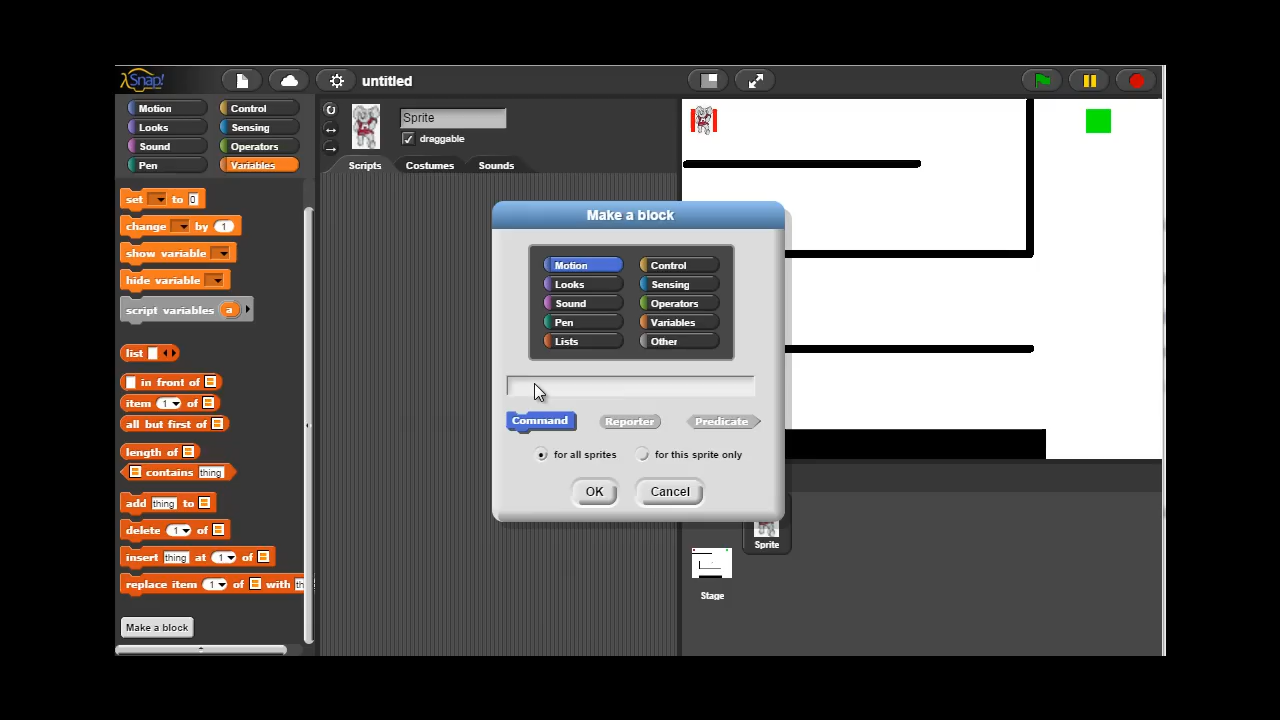 λSnap!
untitled
Motion
Control
Looks
Sensing
Sound
Operators
Pen
Variables
Sprite
draggable
Scripts
Costumes
Sounds
set to 0
change by 1
show variable
hide variable
script variables a
list
in front of
item 1 of
all but first of
length of
contains thing
add thing to
delete 1 of
insert thing at 1 of
replace item 1 of with th
Make a block
Make a block
Motion
Control
Looks
Sensing
Sound
Operators
Pen
Variables
Lists
Other
Command
Reporter
Predicate
for all sprites
for this sprite only
OK
Cancel
Sprite
Stage